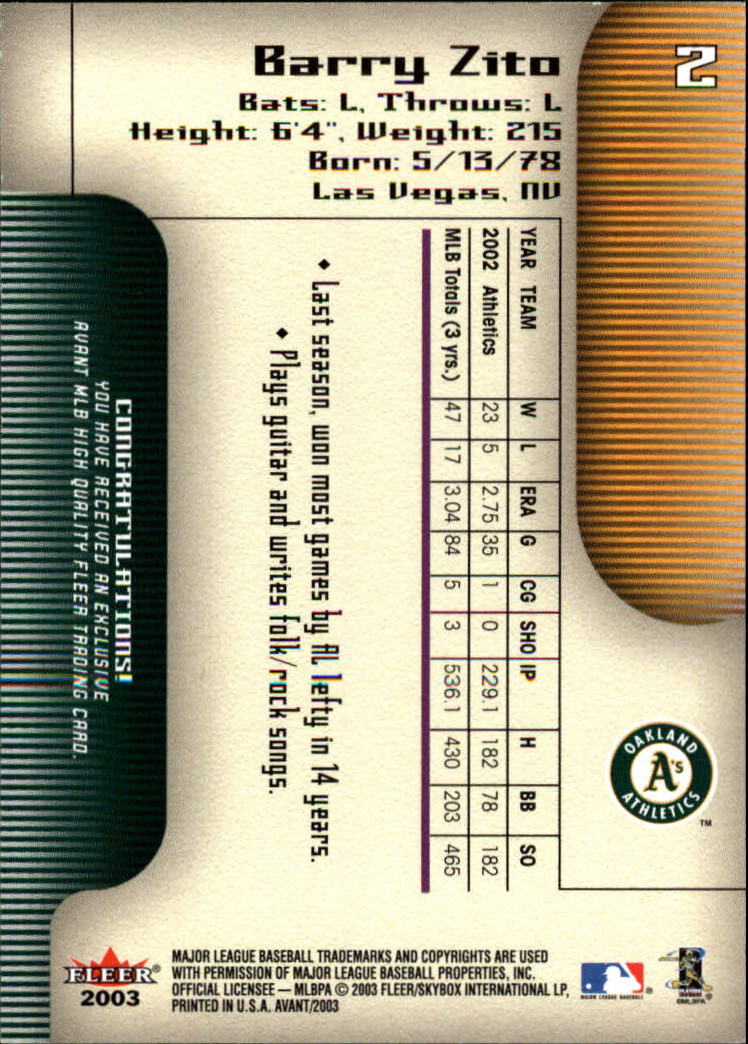 2
Barry Zito
Bats: L, Throws: L
Height: 6'4", Weight: 215
Born: 5/13/78
Las Vegas, NV
YEAR TEAM W L ERA G CG SHO IP H BB SO
2002 Athletics 23 5 2.75 35 1 0 229.1 182 78 182
MLB Totals (3 yrs.) 47 17 3.04 84 5 3 536.1 430 203 465
♦ Last season, won most games by AL lefty in 14 years.
♦ Plays guitar and writes folk/rock songs.
CONGRATULATIONS!
YOU HAVE RECEIVED AN EXCLUSIVE
AVANT MLB HIGH QUALITY FLEER TRADING CARD.
OAKLAND
A's
ATHLETICS
TM
FLEER®
2003
MAJOR LEAGUE BASEBALL TRADEMARKS AND COPYRIGHTS ARE USED
WITH PERMISSION OF MAJOR LEAGUE BASEBALL PROPERTIES, INC.
OFFICIAL LICENSEE — MLBPA © 2003 FLEER/SKYBOX INTERNATIONAL LP,
PRINTED IN U.S.A. AVANT/2003
MAJOR LEAGUE BASEBALL
®
©MLBPA